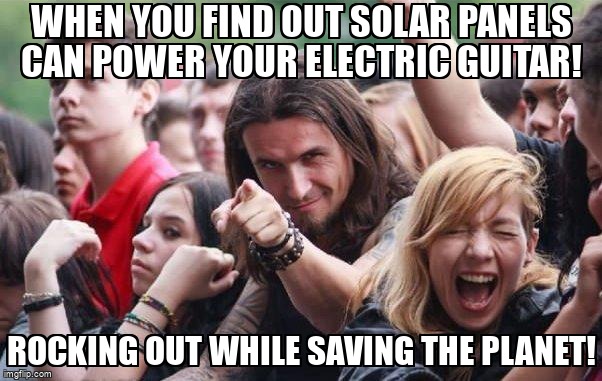 WHEN YOU FIND OUT SOLAR PANELS
CAN POWER YOUR ELECTRIC GUITAR!
ROCKING OUT WHILE SAVING THE PLANET!
imgflip.com